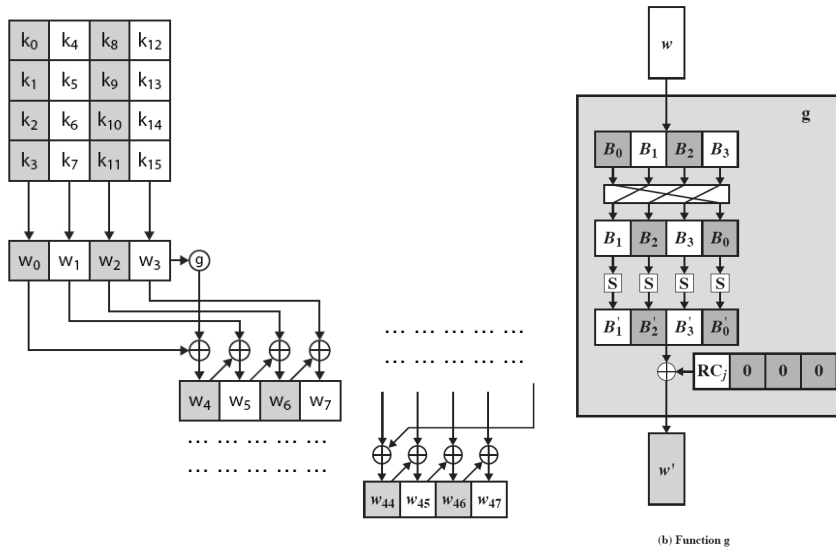 k0 k4 k8 k12
k1 k5 k9 k13
k2 k6 k10 k14
k3 k7 k11 k15
w0 w1 w2 w3 g
w4 w5 w6 w7
... ... ... ... ...
... ... ... ... ...
... ... ... ... ...
... ... ... ... ...
w44 w45 w46 w47
w
g
B0 B1 B2 B3
B1 B2 B3 B0
S S S S
B'1 B'2 B'3 B'0
RCj 0 0 0
w'
(b) Function g